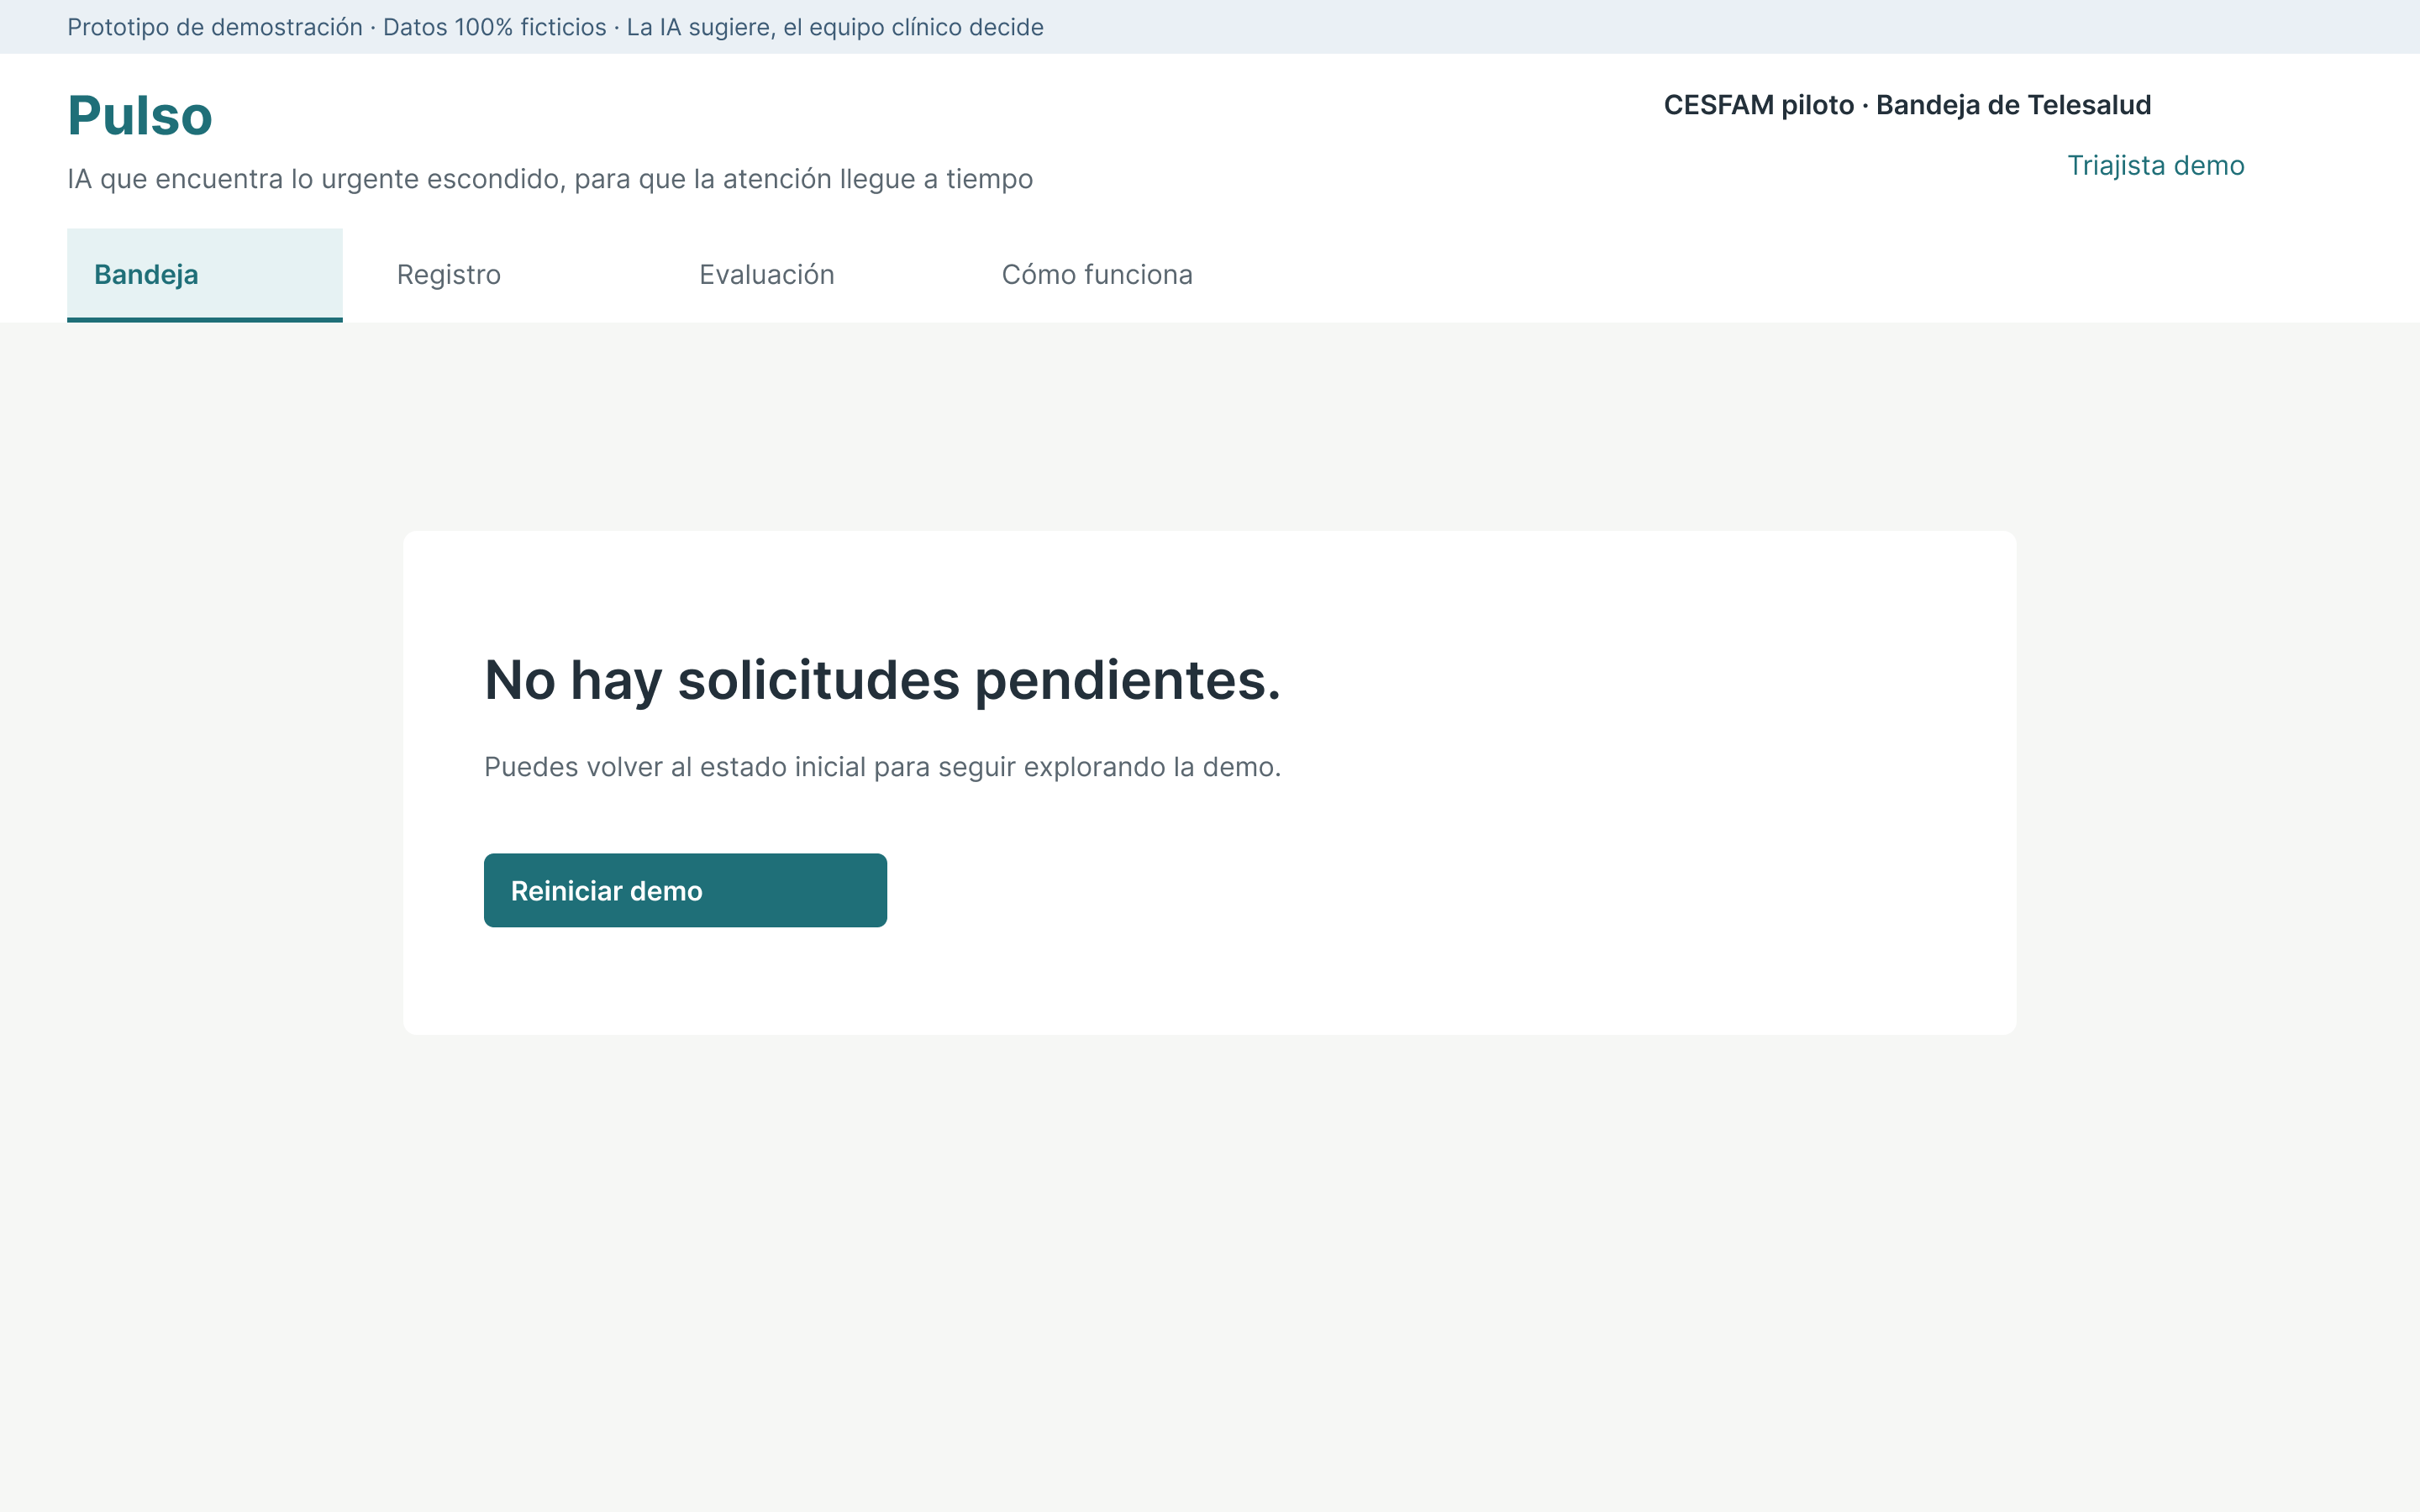 Prototipo de demostración · Datos 100% ficticios · La IA sugiere, el equipo clínico decide
Pulso
CESFAM piloto · Bandeja de Telesalud
Triajista demo
IA que encuentra lo urgente escondido, para que la atención llegue a tiempo
Bandeja
Registro
Evaluación
Cómo funciona
No hay solicitudes pendientes.
Puedes volver al estado inicial para seguir explorando la demo.
Reiniciar demo